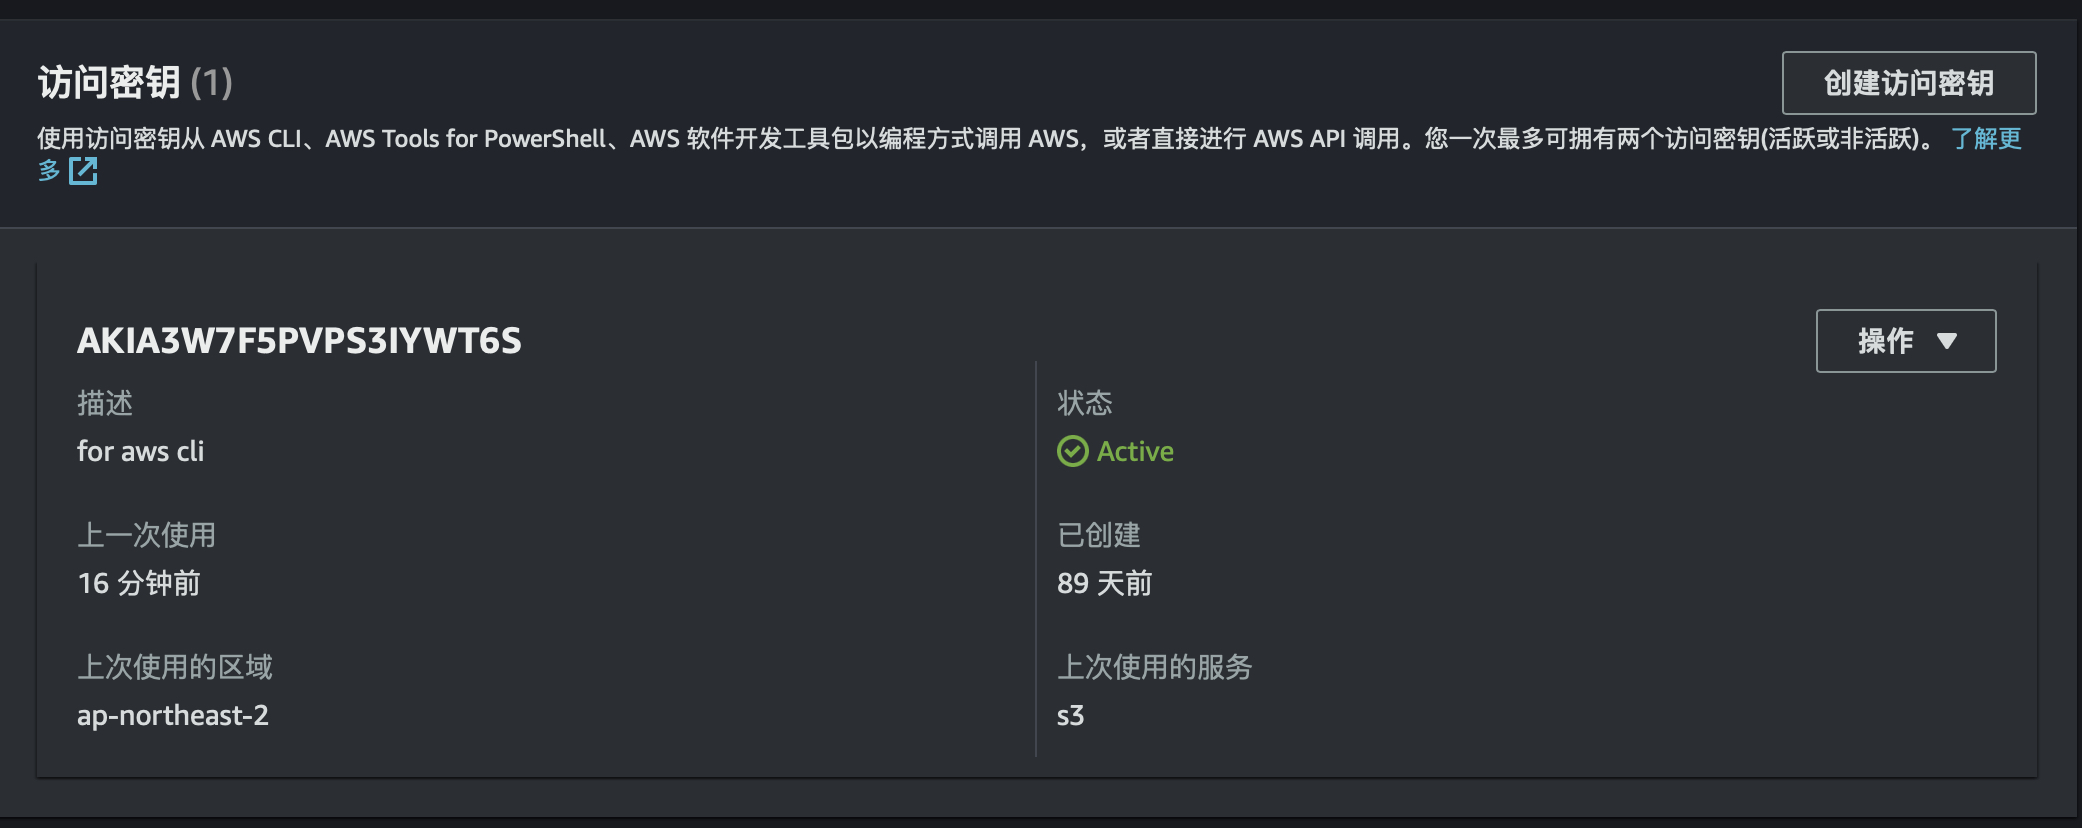 访问密钥 (1)
创建访问密钥
使用访问密钥从 AWS CLI、AWS Tools for PowerShell、AWS 软件开发工具包以编程方式调用 AWS，或者直接进行 AWS API 调用。您一次最多可拥有两个访问密钥(活跃或非活跃)。 了解更
多
AKIA3W7F5PVPS3IYWT6S
操作
描述
for aws cli
状态
Active
上一次使用
16 分钟前
已创建
89 天前
上次使用的区域
ap-northeast-2
上次使用的服务
s3